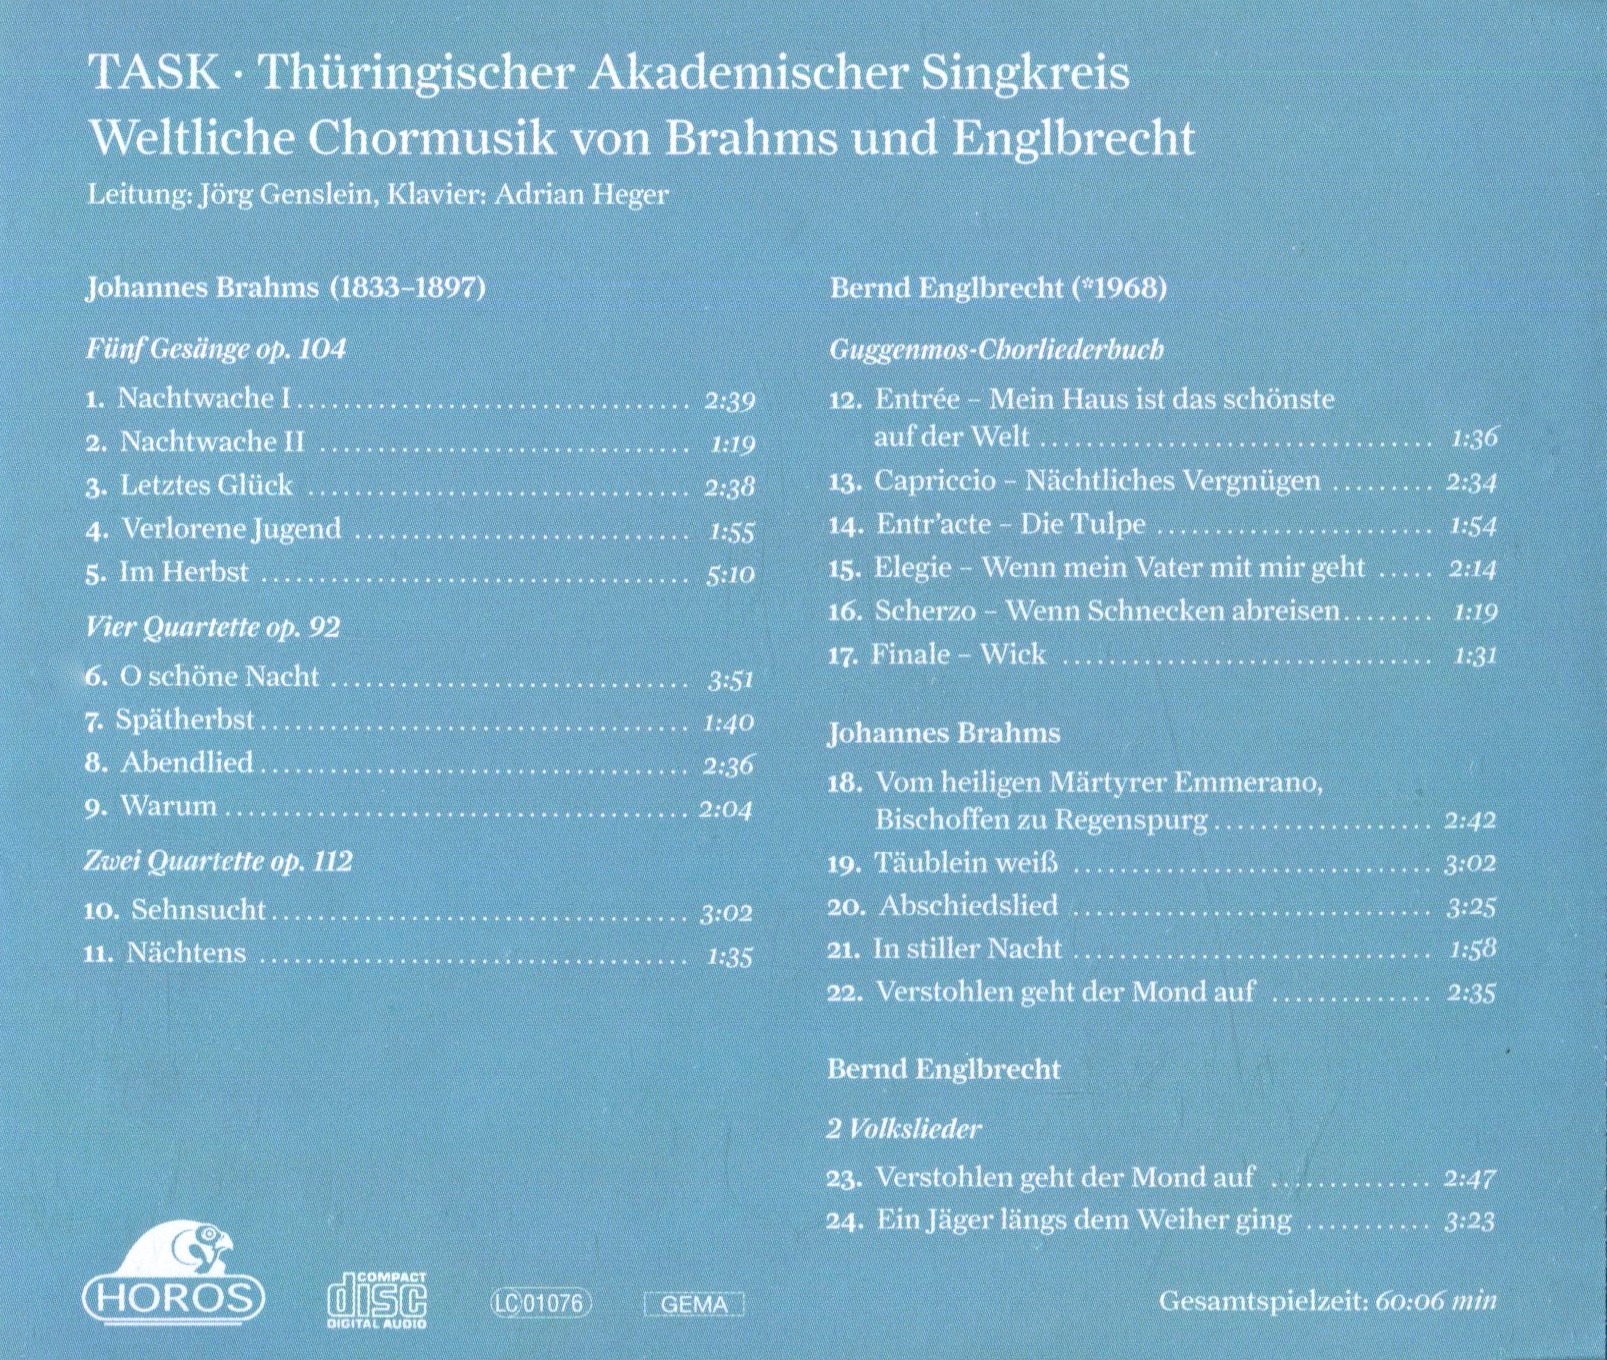 TASK · Thüringischer Akademischer Singkreis
Weltliche Chormusik von Brahms und Englbrecht
Leitung: Jörg Genslein, Klavier: Adrian Heger
Johannes Brahms (1833–1897)
Fünf Gesänge op. 104
1. Nachtwache I 2:39
2. Nachtwache II 1:19
3. Letztes Glück 2:38
4. Verlorene Jugend 1:55
5. Im Herbst 5:10
Vier Quartette op. 92
6. O schöne Nacht 3:51
7. Spätherbst 1:40
8. Abendlied 2:36
9. Warum 2:04
Zwei Quartette op. 112
10. Sehnsucht 3:02
11. Nächtens 1:35
Bernd Englbrecht (*1968)
Guggenmos-Chorliederbuch
12. Entrée – Mein Haus ist das schönste
auf der Welt 1:36
13. Capriccio – Nächtliches Vergnügen 2:34
14. Entr’acte – Die Tulpe 1:54
15. Elegie – Wenn mein Vater mit mir geht 2:14
16. Scherzo – Wenn Schnecken abreisen 1:19
17. Finale – Wick 1:31
Johannes Brahms
18. Vom heiligen Märtyrer Emmerano,
Bischoffen zu Regenspurg 2:42
19. Täublein weiß 3:02
20. Abschiedslied 3:25
21. In stiller Nacht 1:58
22. Verstohlen geht der Mond auf 2:35
Bernd Englbrecht
2 Volkslieder
23. Verstohlen geht der Mond auf 2:47
24. Ein Jäger längs dem Weiher ging 3:23
Gesamtspielzeit: 60:06 min
HOROS
COMPACT
disc
DIGITAL AUDIO
LC 01076
GEMA